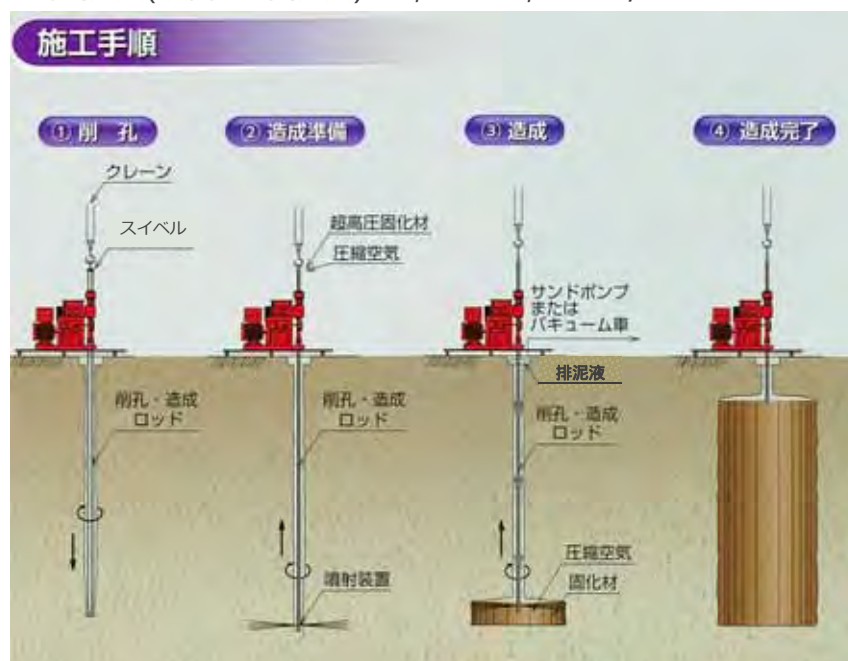 施工手順
① 削 孔
② 造成準備
③ 造成
④ 造成完了
クレーン
スイベル
削孔・造成
ロッド
超高圧固化材
圧縮空気
削孔・造成
ロッド
噴射装置
サンドポンプ
または
バキューム車
排泥液
削孔・造成
ロッド
圧縮空気
固化材